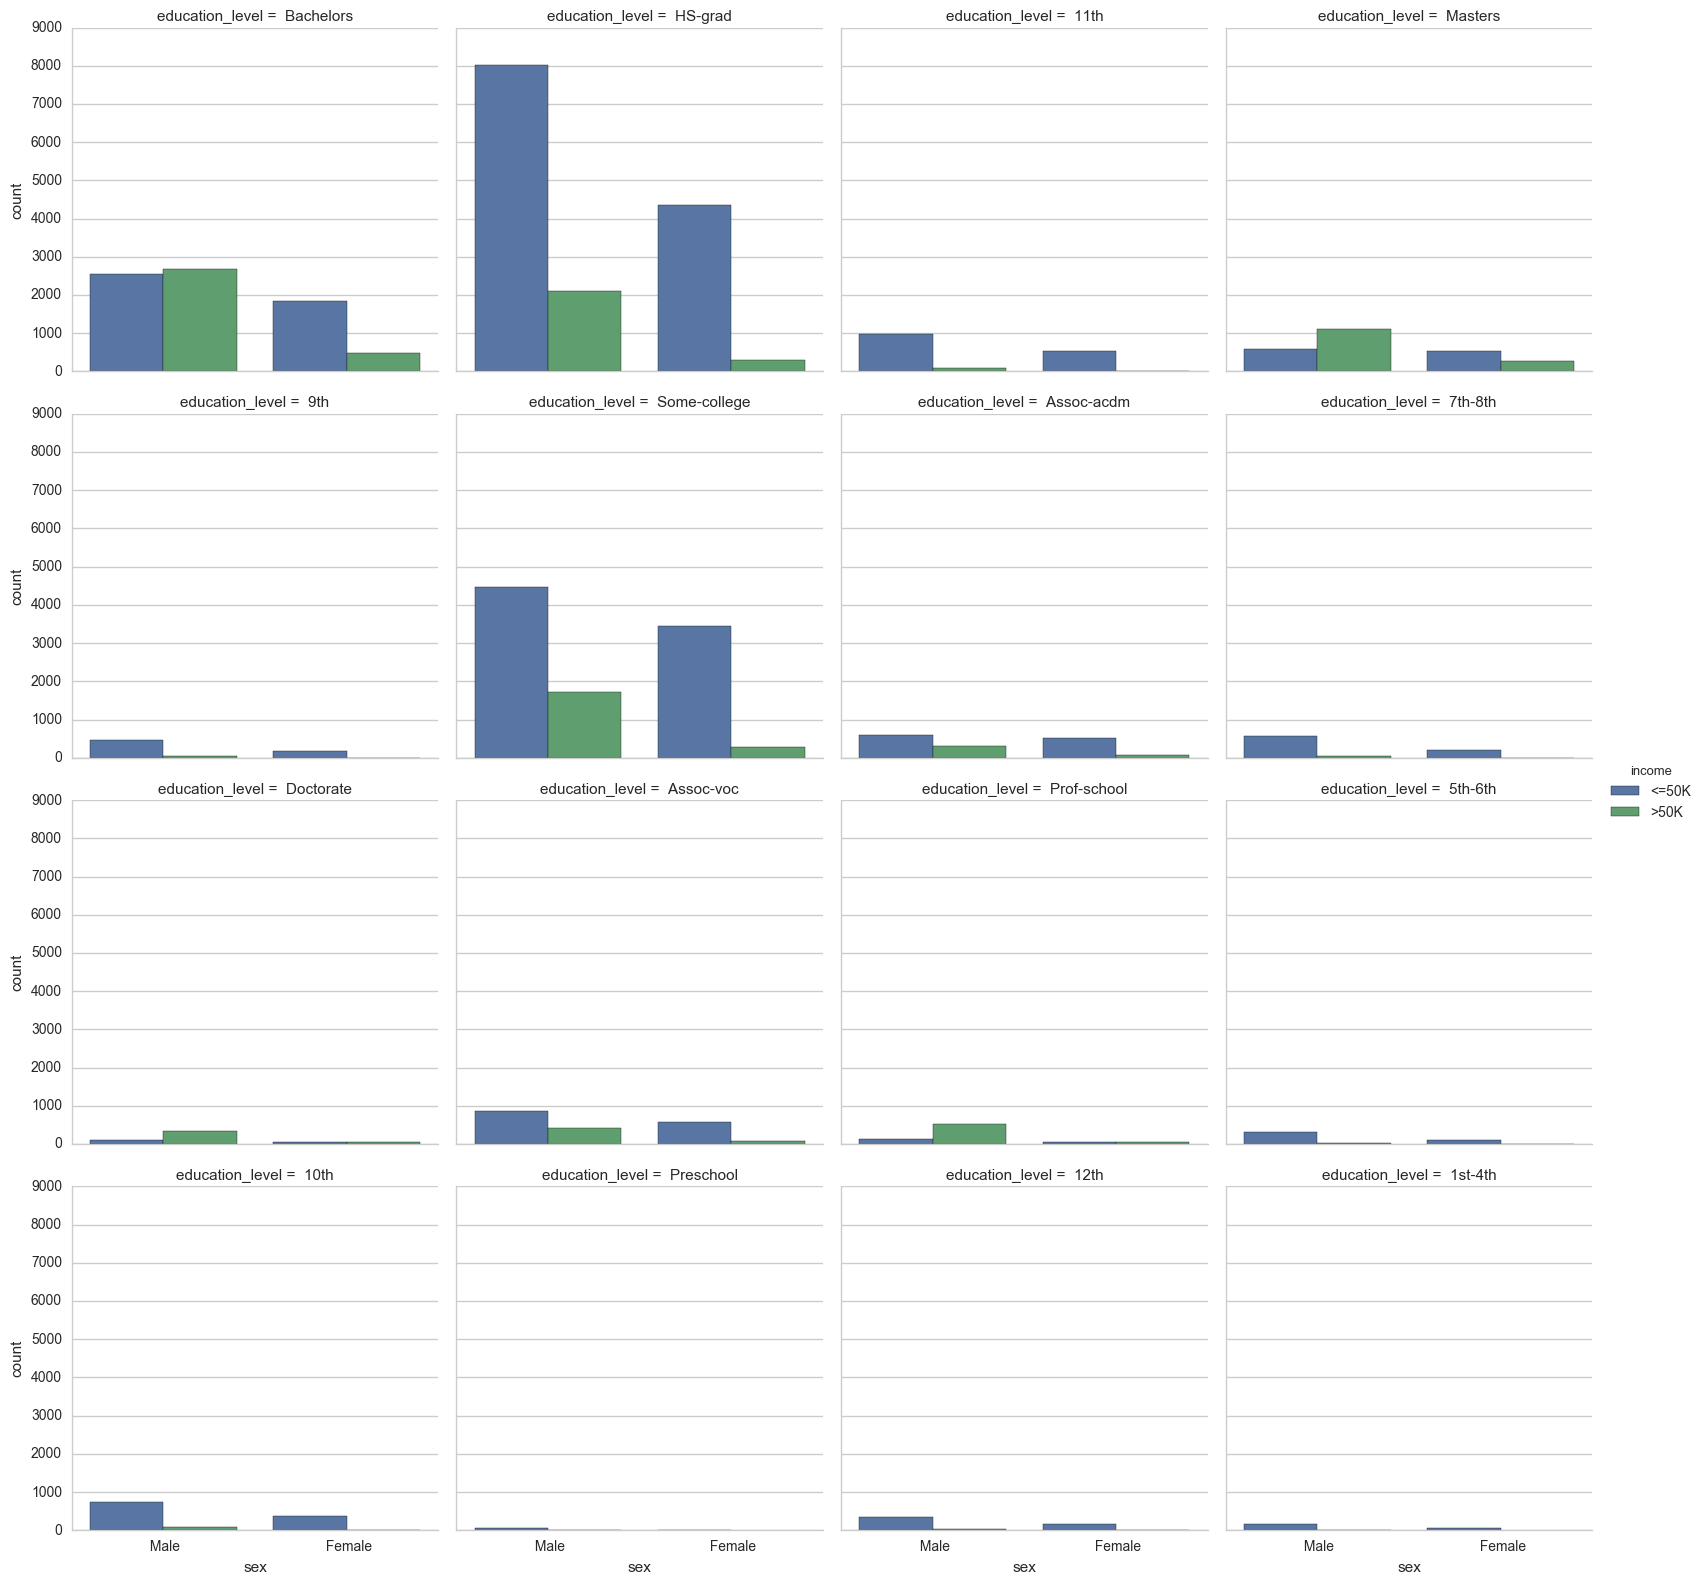 education_level = Bachelors
education_level = HS-grad
education_level = 11th
education_level = Masters
9000
8000
7000
6000
5000
4000
3000
2000
1000
0
count
education_level = 9th
education_level = Some-college
education_level = Assoc-acdm
education_level = 7th-8th
9000
8000
7000
6000
5000
4000
3000
2000
1000
0
count
income
<=50K
>50K
education_level = Doctorate
education_level = Assoc-voc
education_level = Prof-school
education_level = 5th-6th
9000
8000
7000
6000
5000
4000
3000
2000
1000
0
count
education_level = 10th
education_level = Preschool
education_level = 12th
education_level = 1st-4th
9000
8000
7000
6000
5000
4000
3000
2000
1000
0
count
Male Female
sex
Male Female
sex
Male Female
sex
Male Female
sex